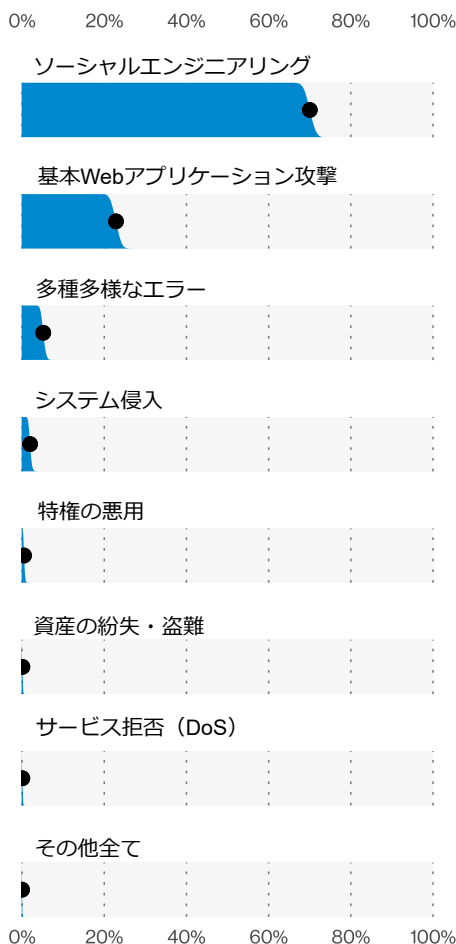 0% 20% 40% 60% 80% 100%
ソーシャルエンジニアリング
基本Webアプリケーション攻撃
多種多様なエラー
システム侵入
特権の悪用
資産の紛失・盗難
サービス拒否（DoS）
その他全て
0% 20% 40% 60% 80% 100%